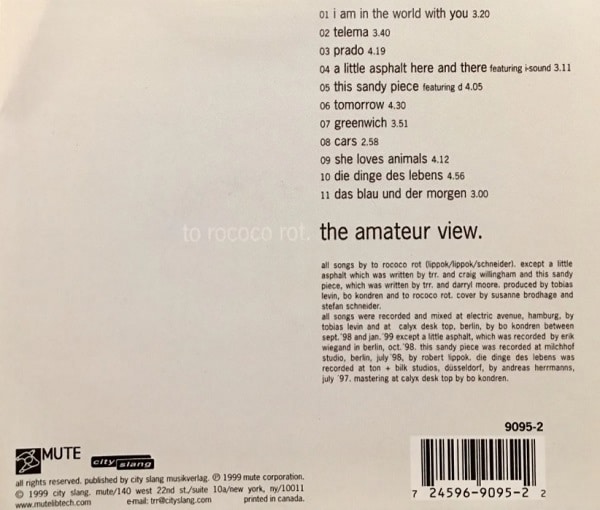 01 i am in the world with you 3.20
02 telema 3.40
03 prado 4.19
04 a little asphalt here and there featuring i-sound 3.11
05 this sandy piece featuring d 4.05
06 tomorrow 4.30
07 greenwich 3.51
08 cars 2.58
09 she loves animals 4.12
10 die dinge des lebens 4.56
11 das blau und der morgen 3.00
to rococo rot. the amateur view.
all songs by to rococo rot (lippok/lippok/schneider). except a little
asphalt which was written by trr. and craig willingham and this sandy
piece, which was written by trr. and darryl moore. produced by tobias
levin, bo kondren and to rococo rot. cover by susanne brodhage and
stefan schneider.
all songs were recorded and mixed at electric avenue, hamburg, by
tobias levin and at calyx desk top, berlin, by bo kondren between
sept.'98 and jan.'99 except a little asphalt, which was recorded by erik
wiegand in berlin, oct.'98. this sandy piece was recorded at milchhof
studio, berlin, july '98, by robert lippok. die dinge des lebens was
recorded at ton + bilk studios, düsseldorf, by andreas herrmanns,
july '97. mastering at calyx desk top by bo kondren.
9095-2
MUTE
city slang
all rights reserved. published by city slang musikverlag. ℗ 1999 mute corporation.
© 1999 city slang. mute/140 west 22nd st./suite 10a/new york, ny/10011
www.mutelibtech.com e-mail: trr@cityslang.com printed in canada.
7 24596-9095-2 2